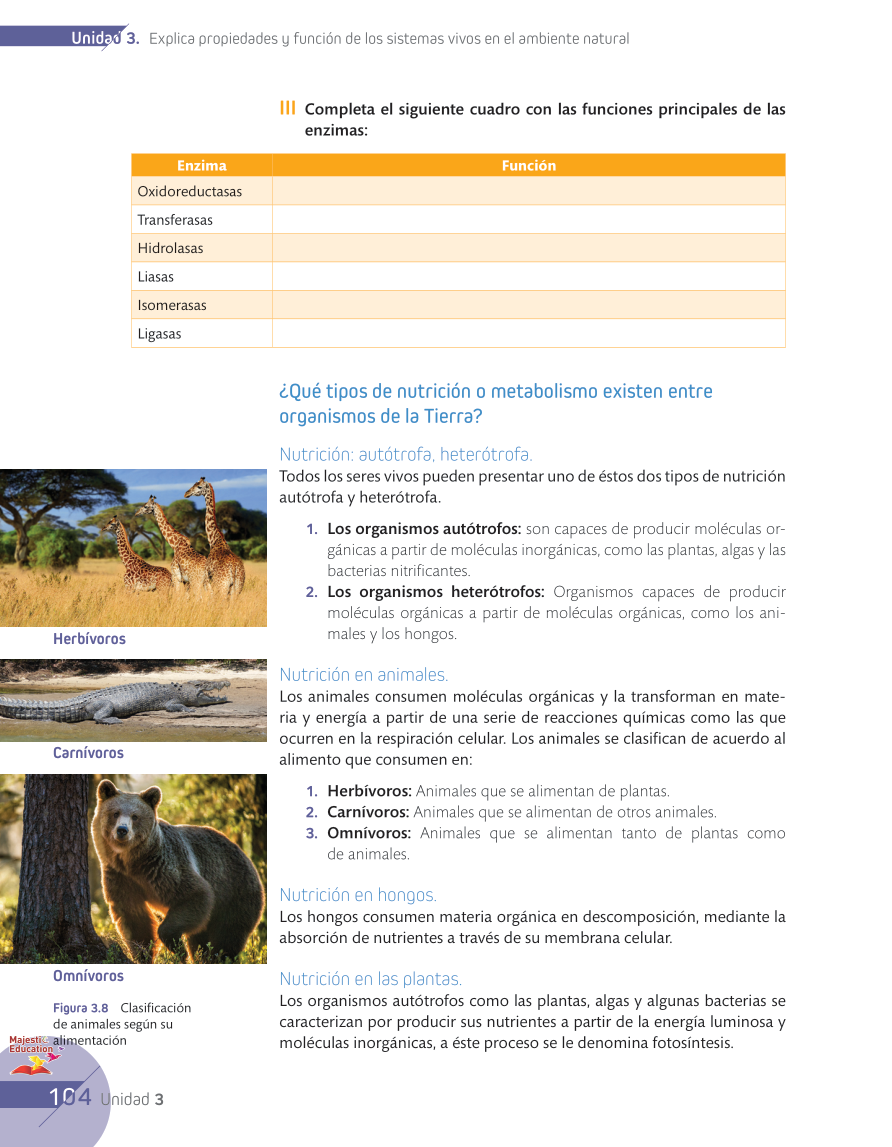 Unidad 3. Explica propiedades y función de los sistemas vivos en el ambiente natural
III Completa el siguiente cuadro con las funciones principales de las
enzimas:
Enzima Función
Oxidoreductasas
Transferasas
Hidrolasas
Liasas
Isomerasas
Ligasas
¿Qué tipos de nutrición o metabolismo existen entre
organismos de la Tierra?
Nutrición: autótrofa, heterótrofa.
Todos los seres vivos pueden presentar uno de éstos dos tipos de nutrición
autótrofa y heterótrofa.
1. Los organismos autótrofos: son capaces de producir moléculas or-
gánicas a partir de moléculas inorgánicas, como las plantas, algas y las
bacterias nitrificantes.
2. Los organismos heterótrofos: Organismos capaces de producir
moléculas orgánicas a partir de moléculas orgánicas, como los ani-
males y los hongos.
Herbívoros
Nutrición en animales.
Los animales consumen moléculas orgánicas y la transforman en mate-
ria y energía a partir de una serie de reacciones químicas como las que
ocurren en la respiración celular. Los animales se clasifican de acuerdo al
alimento que consumen en:
Carnívoros
1. Herbívoros: Animales que se alimentan de plantas.
2. Carnívoros: Animales que se alimentan de otros animales.
3. Omnívoros: Animales que se alimentan tanto de plantas como
de animales.
Nutrición en hongos.
Los hongos consumen materia orgánica en descomposición, mediante la
absorción de nutrientes a través de su membrana celular.
Omnívoros
Nutrición en las plantas.
Los organismos autótrofos como las plantas, algas y algunas bacterias se
caracterizan por producir sus nutrientes a partir de la energía luminosa y
moléculas inorgánicas, a éste proceso se le denomina fotosíntesis.
Figura 3.8 Clasificación
de animales según su
alimentación
Majestic
Education
104 Unidad 3